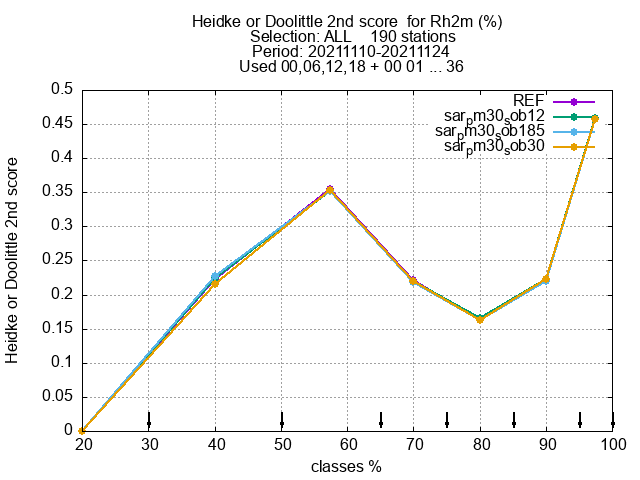 Heidke or Doolittle 2nd score  for Rh2m (%)
Selection: ALL    190 stations
Period: 20211110-20211124
Used 00,06,12,18 + 00 01 ... 36
REF
sar_pm30_sob12
sar_pm30_sob185
sar_pm30_sob30
0.5
0.45
0.4
0.35
0.3
0.25
0.2
0.15
0.1
0.05
0
Heidke or Doolittle 2nd score
20 30 40 50 60 70 80 90 100
classes %